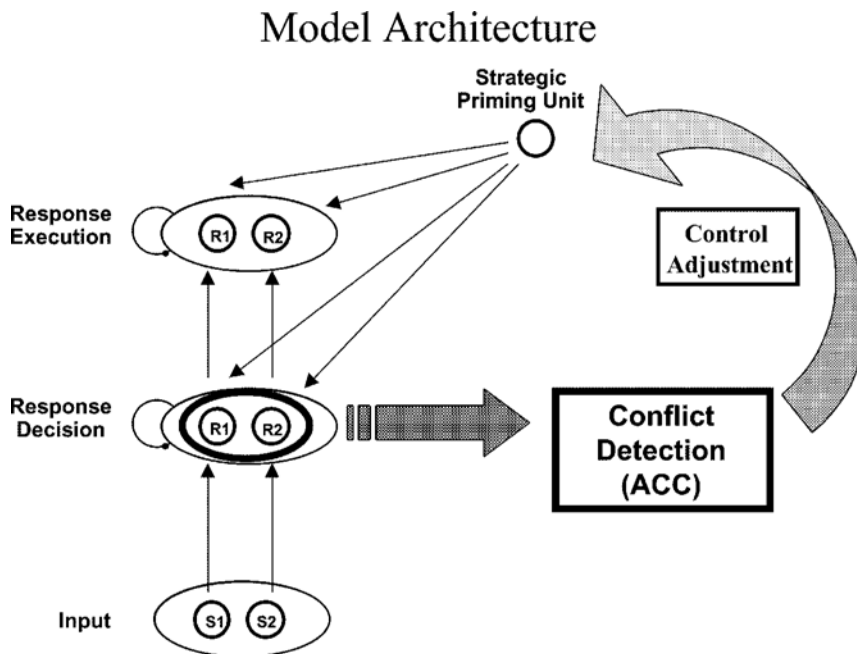 Model Architecture
Strategic
Priming Unit
Response
Execution
R1 R2
Control
Adjustment
Response
Decision
R1 R2
Conflict
Detection
(ACC)
Input
S1 S2